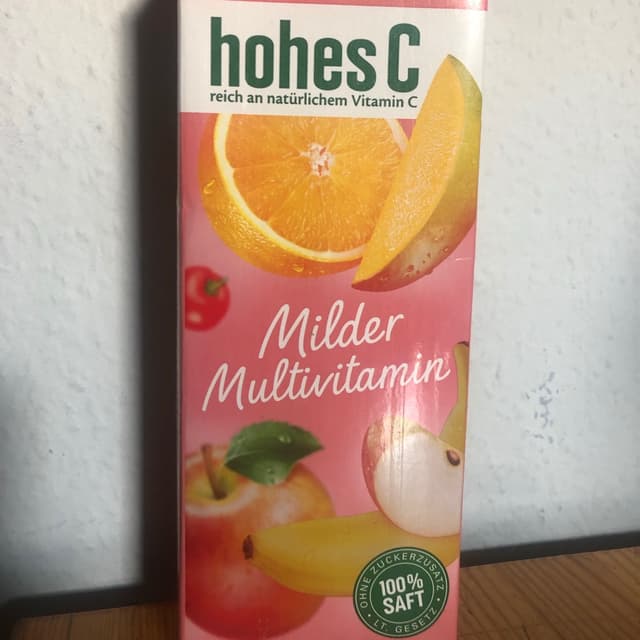 hohes C
reich an natürlichem Vitamin C
Milder
Multivitamin
OHNE ZUCKERZUSATZ
100%
SAFT
• LT. GESETZ •